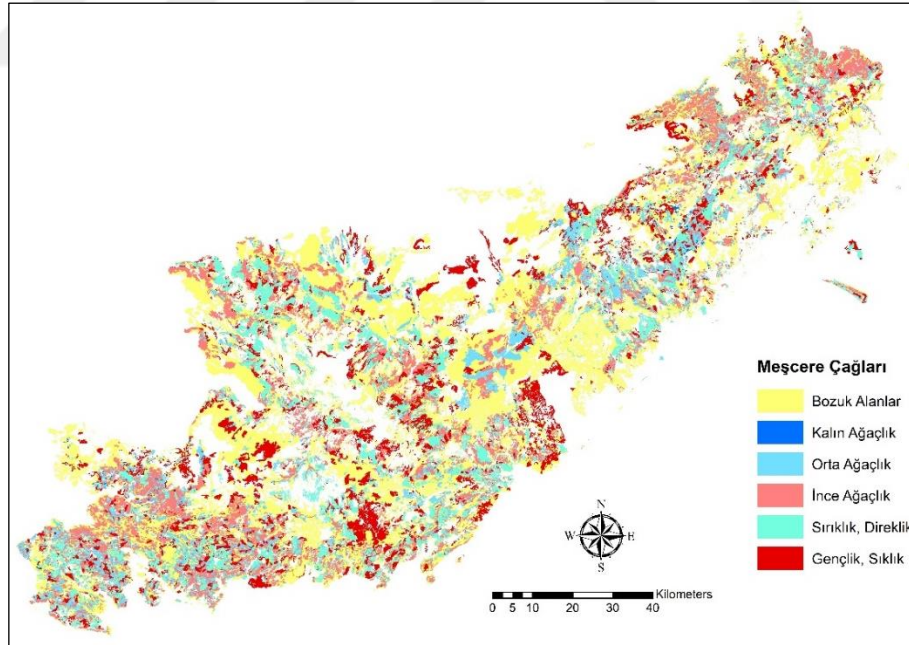 Meşcere Çağları
Bozuk Alanlar
Kalın Ağaçlık
Orta Ağaçlık
İnce Ağaçlık
Sırıklık, Direklik
Gençlik, Sıklık
N
W E
S
Kilometers
0 5 10 20 30 40